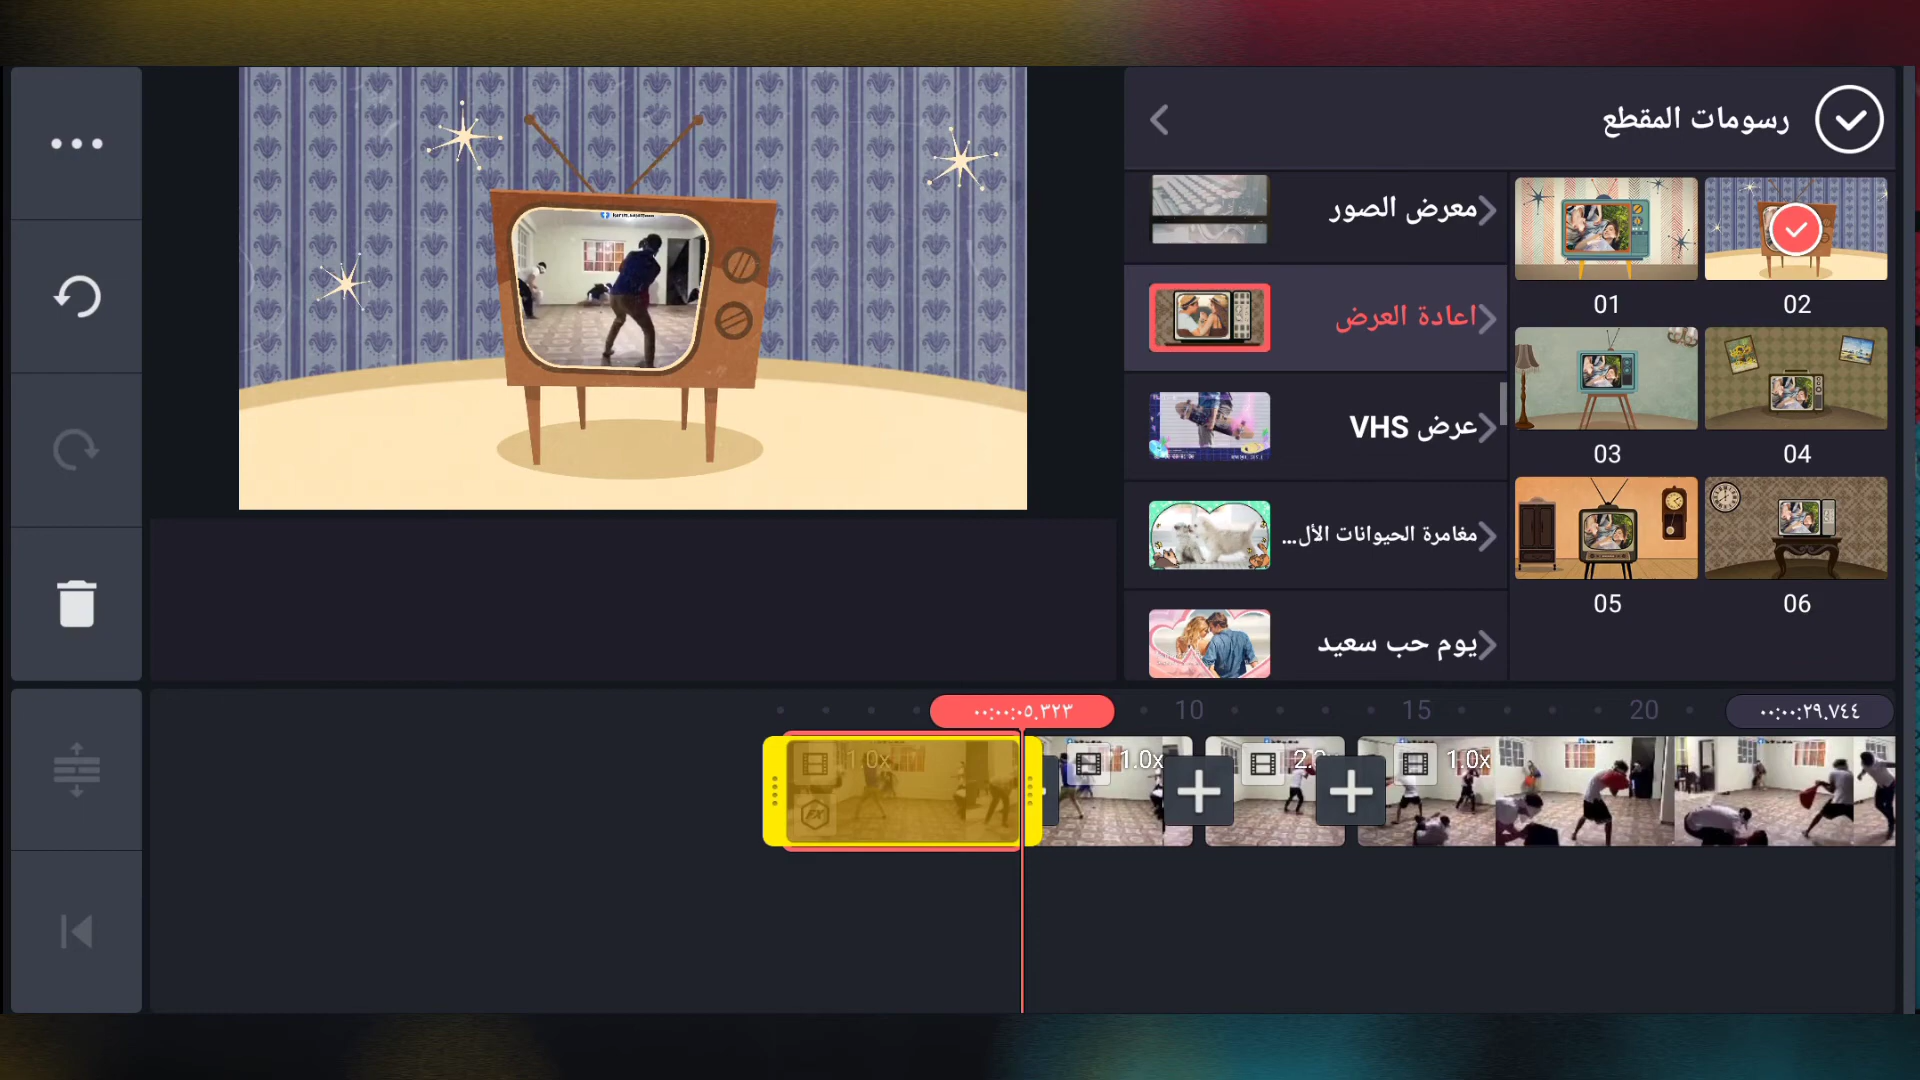 رسومات المقطع
معرض الصور
اعادة العرض
عرض VHS
مغامرة الحيوانات الأل...
يوم حب سعيد
01
02
03
04
05
06
٠٠:٠٠:٠٥.٣٢٣
10
15
20
٠٠:٠٠:٢٩.٧٤٤
1.0x
1.0x
1.0x
FX